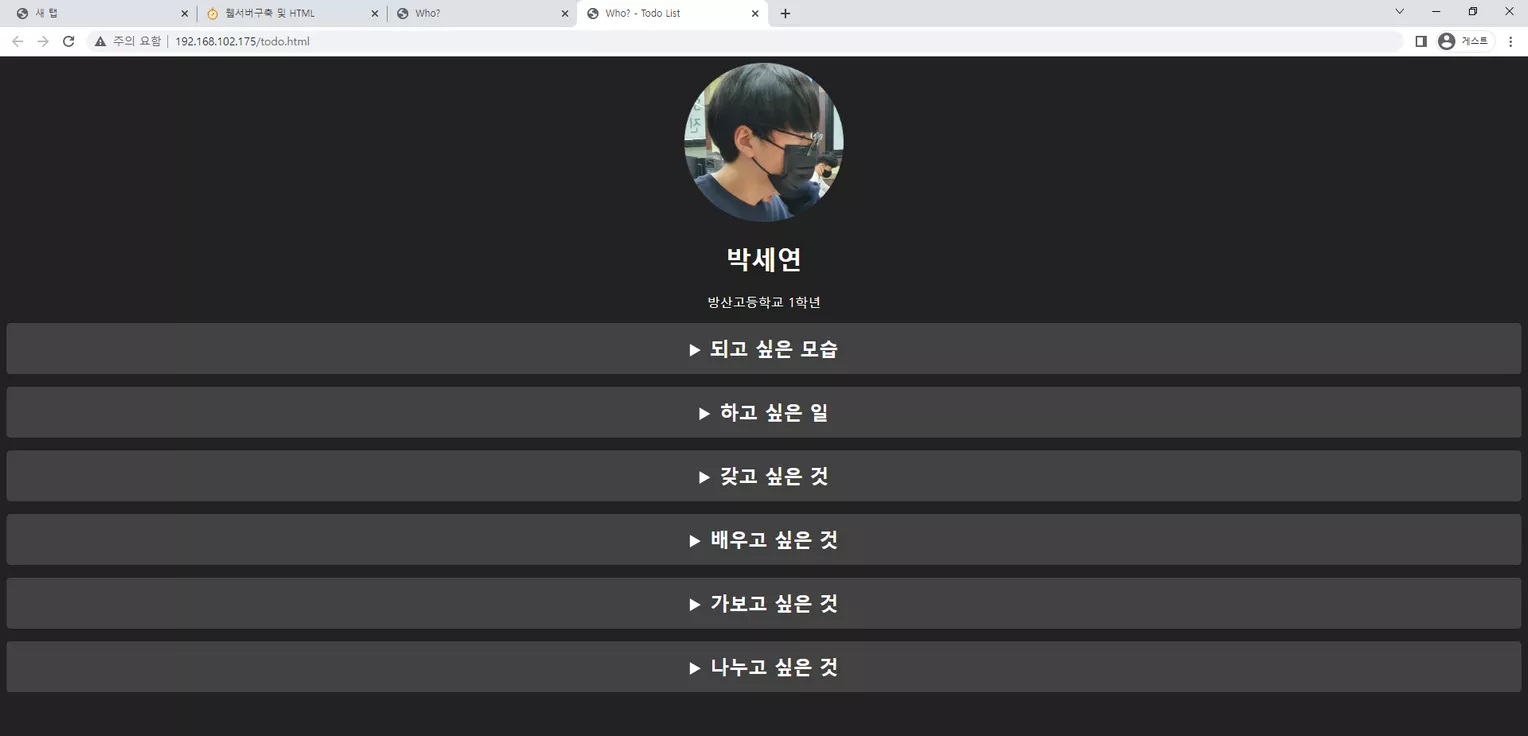 새 탭
웹서버구축 및 HTML
Who?
Who? - Todo List
주의 요함
192.168.102.175/todo.html
게스트
박세연
방산고등학교 1학년
▶ 되고 싶은 모습
▶ 하고 싶은 일
▶ 갖고 싶은 것
▶ 배우고 싶은 것
▶ 가보고 싶은 것
▶ 나누고 싶은 것